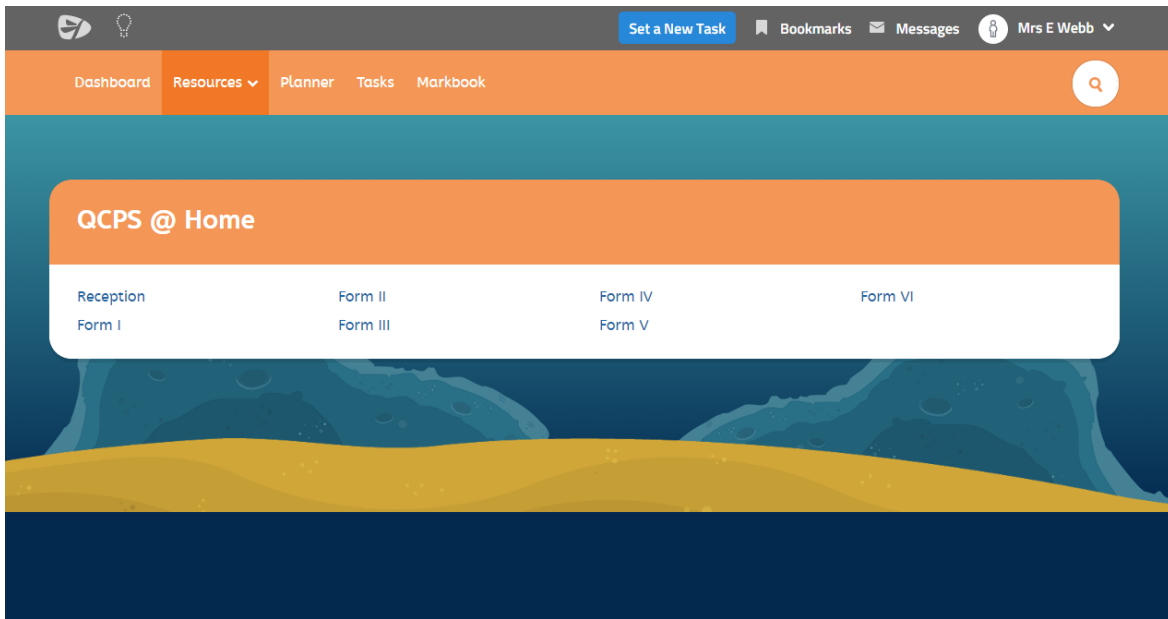 Set a New Task Bookmarks Messages Mrs E Webb
Dashboard Resources Planner Tasks Markbook
QCPS @ Home
Reception Form II Form IV Form VI
Form I Form III Form V